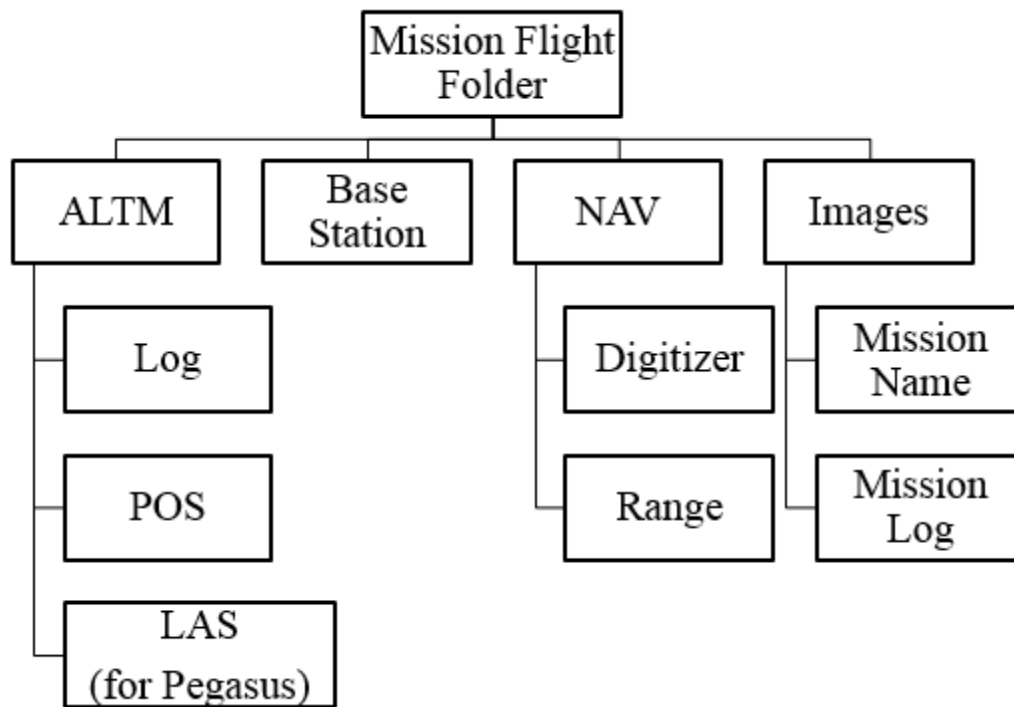 Mission Flight
Folder
ALTM
Base
Station
NAV
Images
Log
Digitizer
Mission
Name
POS
Range
Mission
Log
LAS
(for Pegasus)